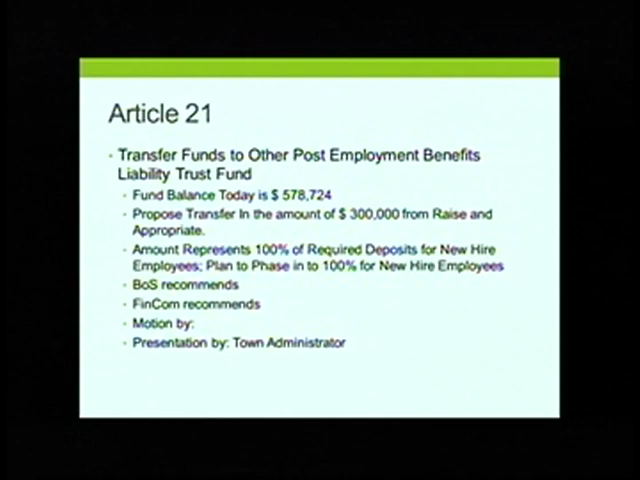 Article 21
· Transfer Funds to Other Post Employment Benefits
Liability Trust Fund
· Fund Balance Today is $ 578,724
· Propose Transfer In the amount of $ 300,000 from Raise and
Appropriate.
· Amount Represents 100% of Required Deposits for New Hire
Employees; Plan to Phase in to 100% for New Hire Employees
· BoS recommends
· FinCom recommends
· Motion by:
· Presentation by: Town Administrator